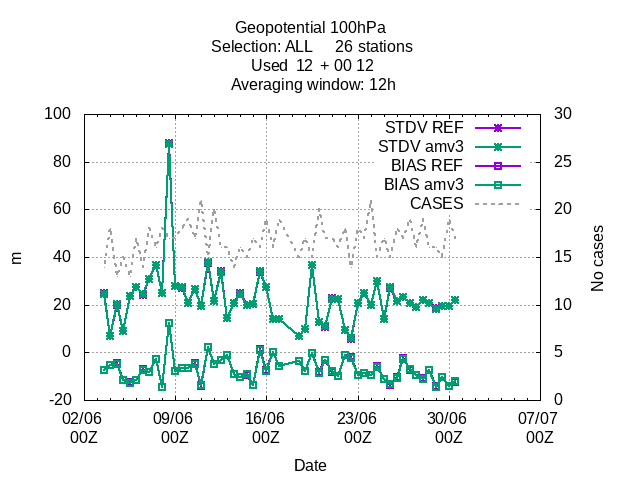 Geopotential 100hPa
Selection: ALL 26 stations
Used 12 + 00 12
Averaging window: 12h
100 30
STDV REF
STDV amv3
80 25
BIAS REF
BIAS amv3
CASES
60 20
m 40 15 No cases
20 10
0 5
-20 0
02/06 09/06 16/06 23/06 30/06 07/07
00Z 00Z 00Z 00Z 00Z 00Z
Date